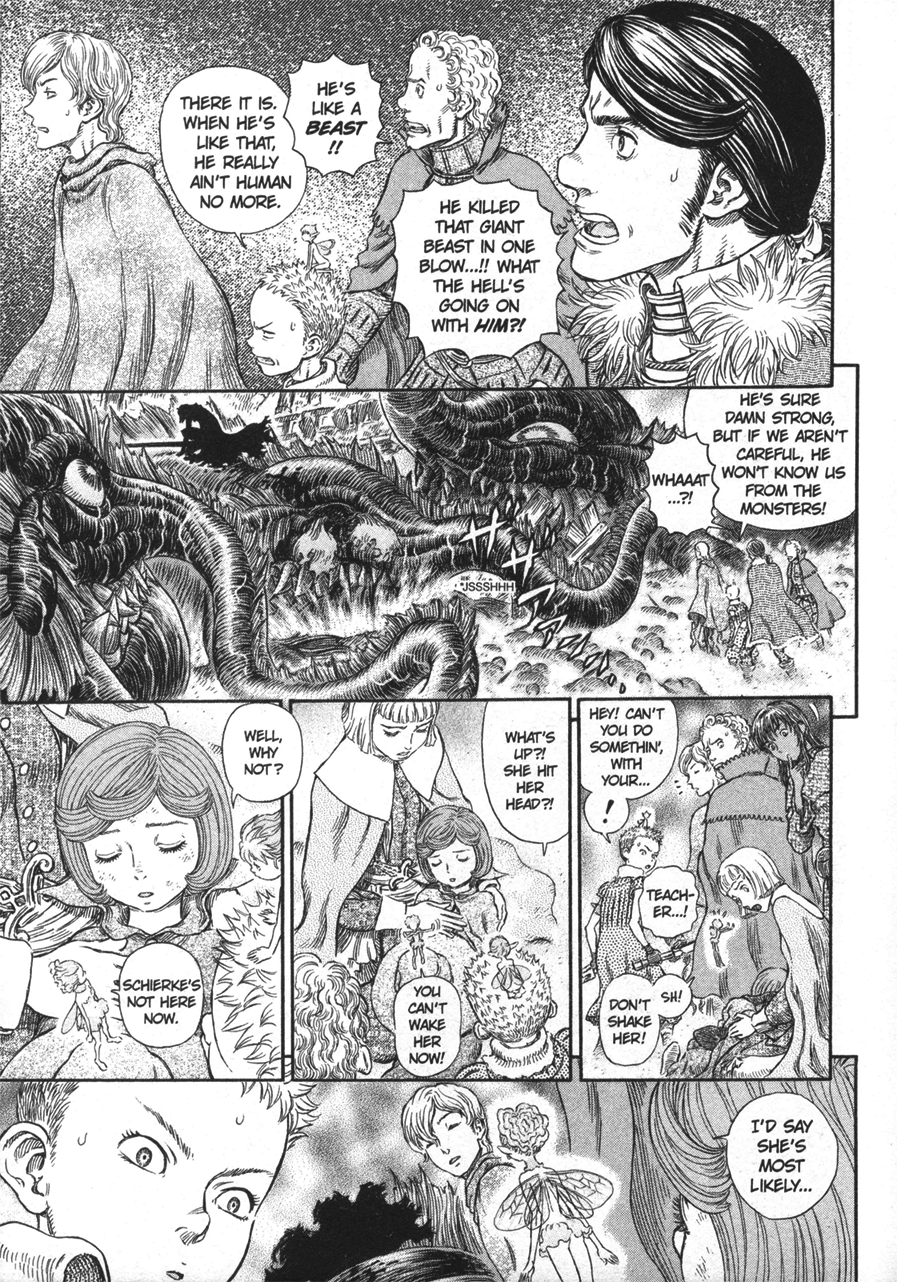 HE KILLED
THAT GIANT
BEAST IN ONE
BLOW...!! WHAT
THE HELL'S
GOING ON
WITH HIM?!
HE'S
LIKE A
BEAST
!!
THERE IT IS.
WHEN HE'S
LIKE THAT,
HE REALLY
AIN'T HUMAN
NO MORE.
HE'S SURE
DAMN STRONG,
BUT IF WE AREN'T
CAREFUL, HE
WON'T KNOW US
FROM THE
MONSTERS!
WHAAAT
...?!
JSSSHHH
HEY! CAN'T
YOU DO
SOMETHIN',
WITH
YOUR...
!
TEACH-
ER...!
SH!
DON'T
SHAKE
HER!
WHAT'S
UP?!
SHE HIT
HER
HEAD?!
YOU
CAN'T
WAKE
HER
NOW!
WELL,
WHY
NOT?
SCHIERKE'S
NOT HERE
NOW.
I'D SAY
SHE'S
MOST
LIKELY...